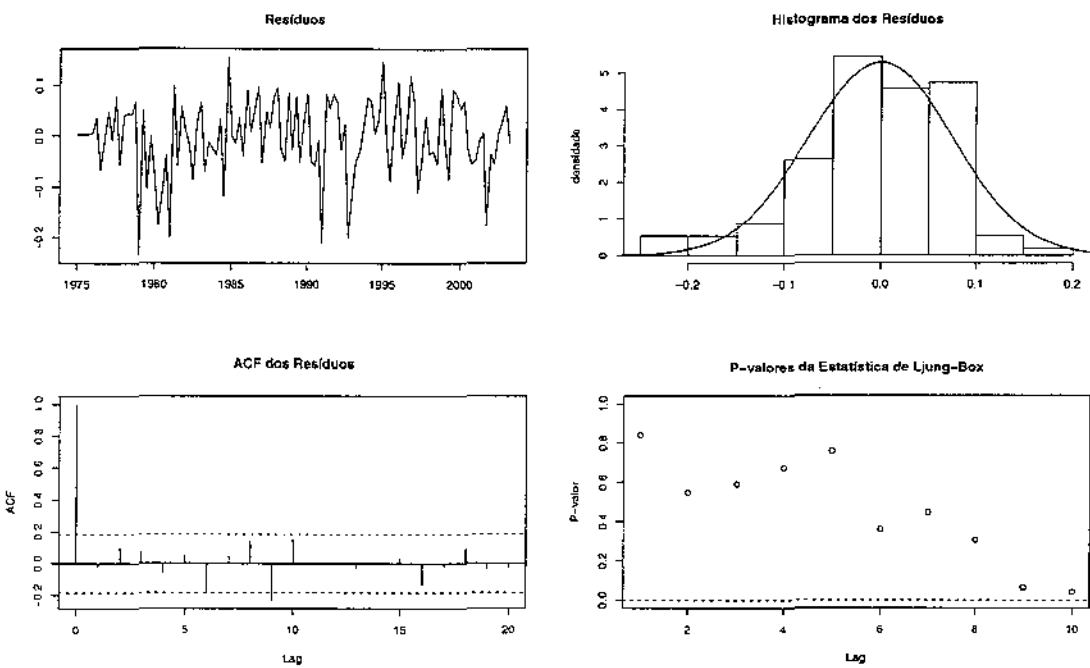 Resíduos
0.1
0.0
-0.1
-0.2
1975 1980 1985 1990 1995 2000
Histograma dos Resíduos
densidade
5
4
3
2
1
0
-0.2 -0.1 0.0 0.1 0.2
ACF dos Resíduos
ACF
1.0
0.8
0.6
0.4
0.2
0.0
-0.2
0 5 10 15 20
Lag
P-valores da Estatística de Ljung-Box
P-valor
1.0
0.8
0.6
0.4
0.2
0.0
2 4 6 8 10
Lag